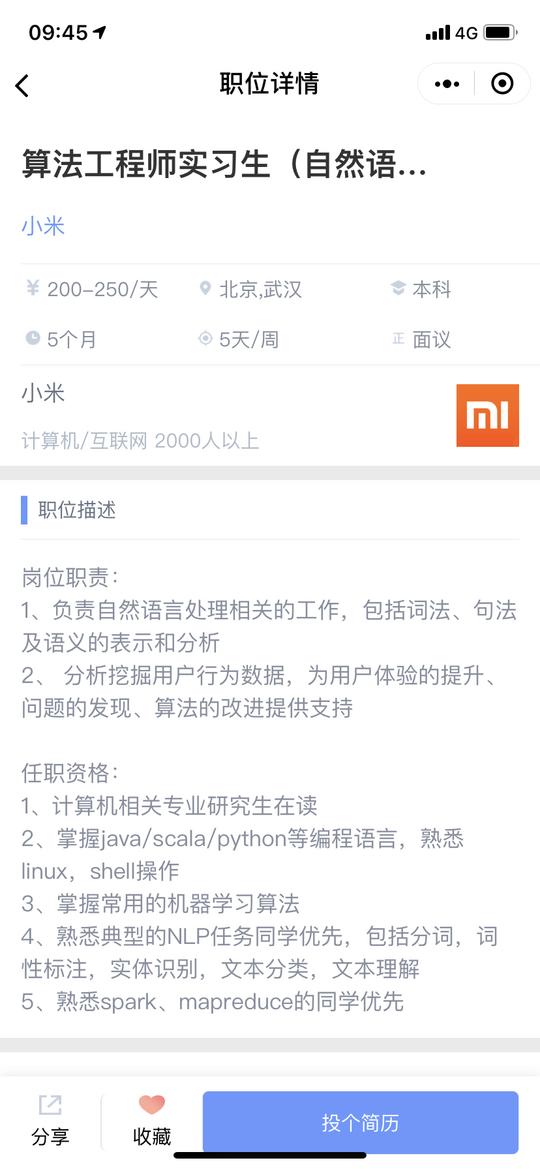 09:45
4G
职位详情
算法工程师实习生（自然语...
小米
¥ 200-250/天 北京,武汉 本科
5个月 5天/周 正 面议
小米
mi
计算机/互联网 2000人以上
职位描述
岗位职责：
1、负责自然语言处理相关的工作，包括词法、句法
及语义的表示和分析
2、 分析挖掘用户行为数据，为用户体验的提升、
问题的发现、算法的改进提供支持
任职资格：
1、计算机相关专业研究生在读
2、掌握java/scala/python等编程语言，熟悉
linux，shell操作
3、掌握常用的机器学习算法
4、熟悉典型的NLP任务同学优先，包括分词，词
性标注，实体识别，文本分类，文本理解
5、熟悉spark、mapreduce的同学优先
分享 收藏 投个简历